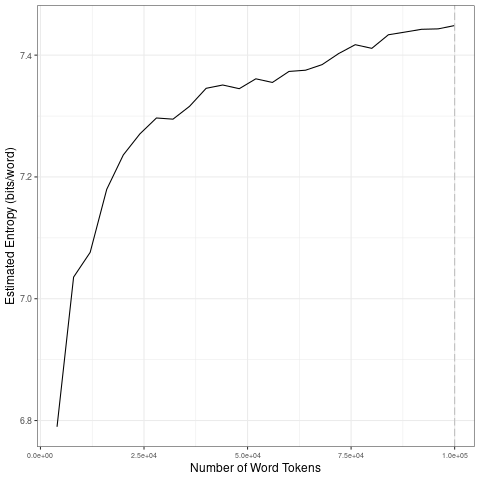 Estimated Entropy (bits/word)
7.4
7.2
7.0
6.8
0.0e+00 2.5e+04 5.0e+04 7.5e+04 1.0e+05
Number of Word Tokens